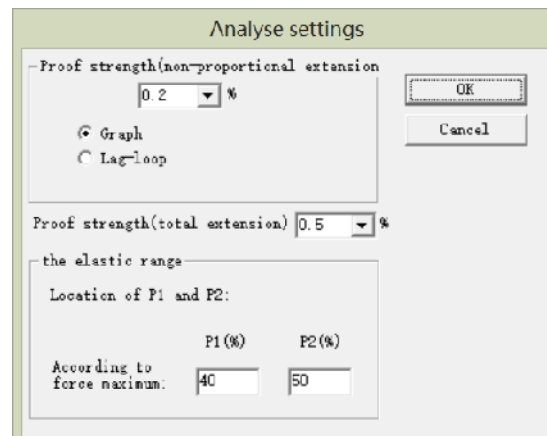 Analyse settings
Proof strength(non-proportional extension
0.2 %
OK
Graph
Cancel
Lag-loop
Proof strength(total extension) 0.5 %
the elastic range
Location of P1 and P2:
P1(%) P2(%)
According to
force maximum: 40 50